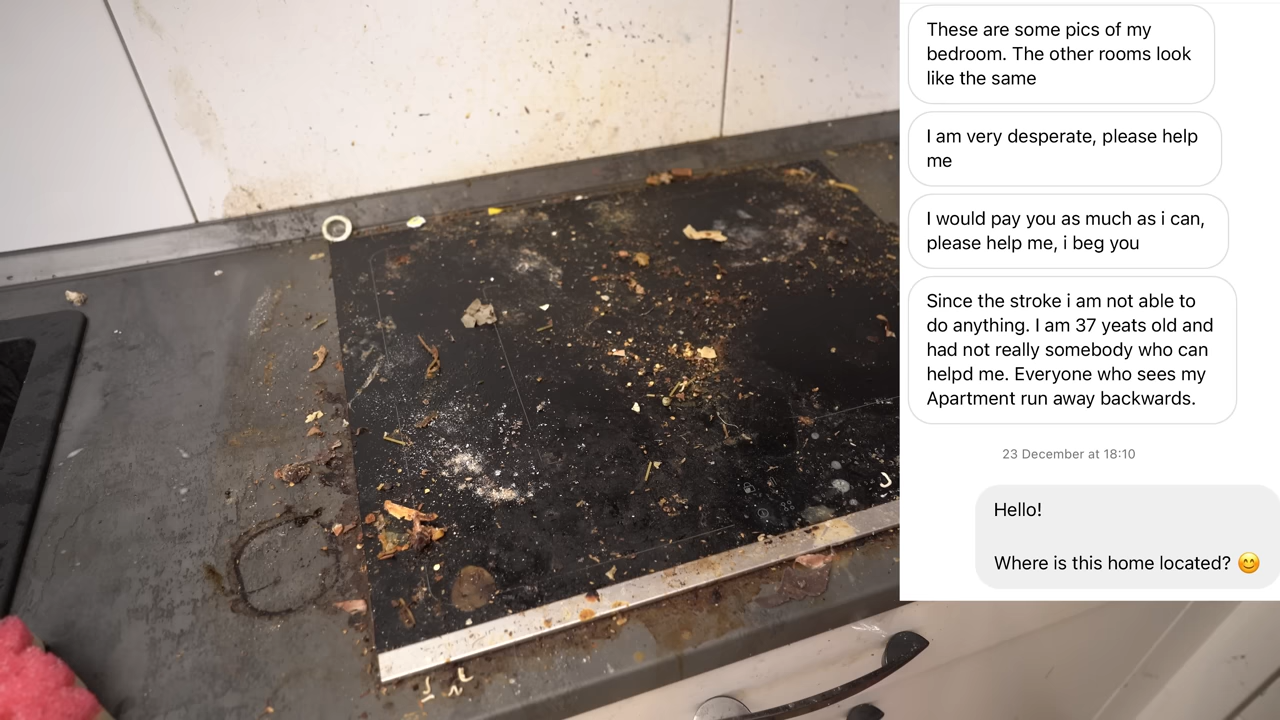 These are some pics of my
bedroom. The other rooms look
like the same
I am very desperate, please help
me
I would pay you as much as i can,
please help me, i beg you
Since the stroke i am not able to
do anything. I am 37 yeats old and
had not really somebody who can
helpd me. Everyone who sees my
Apartment run away backwards.
23 December at 18:10
Hello!
Where is this home located? 😊